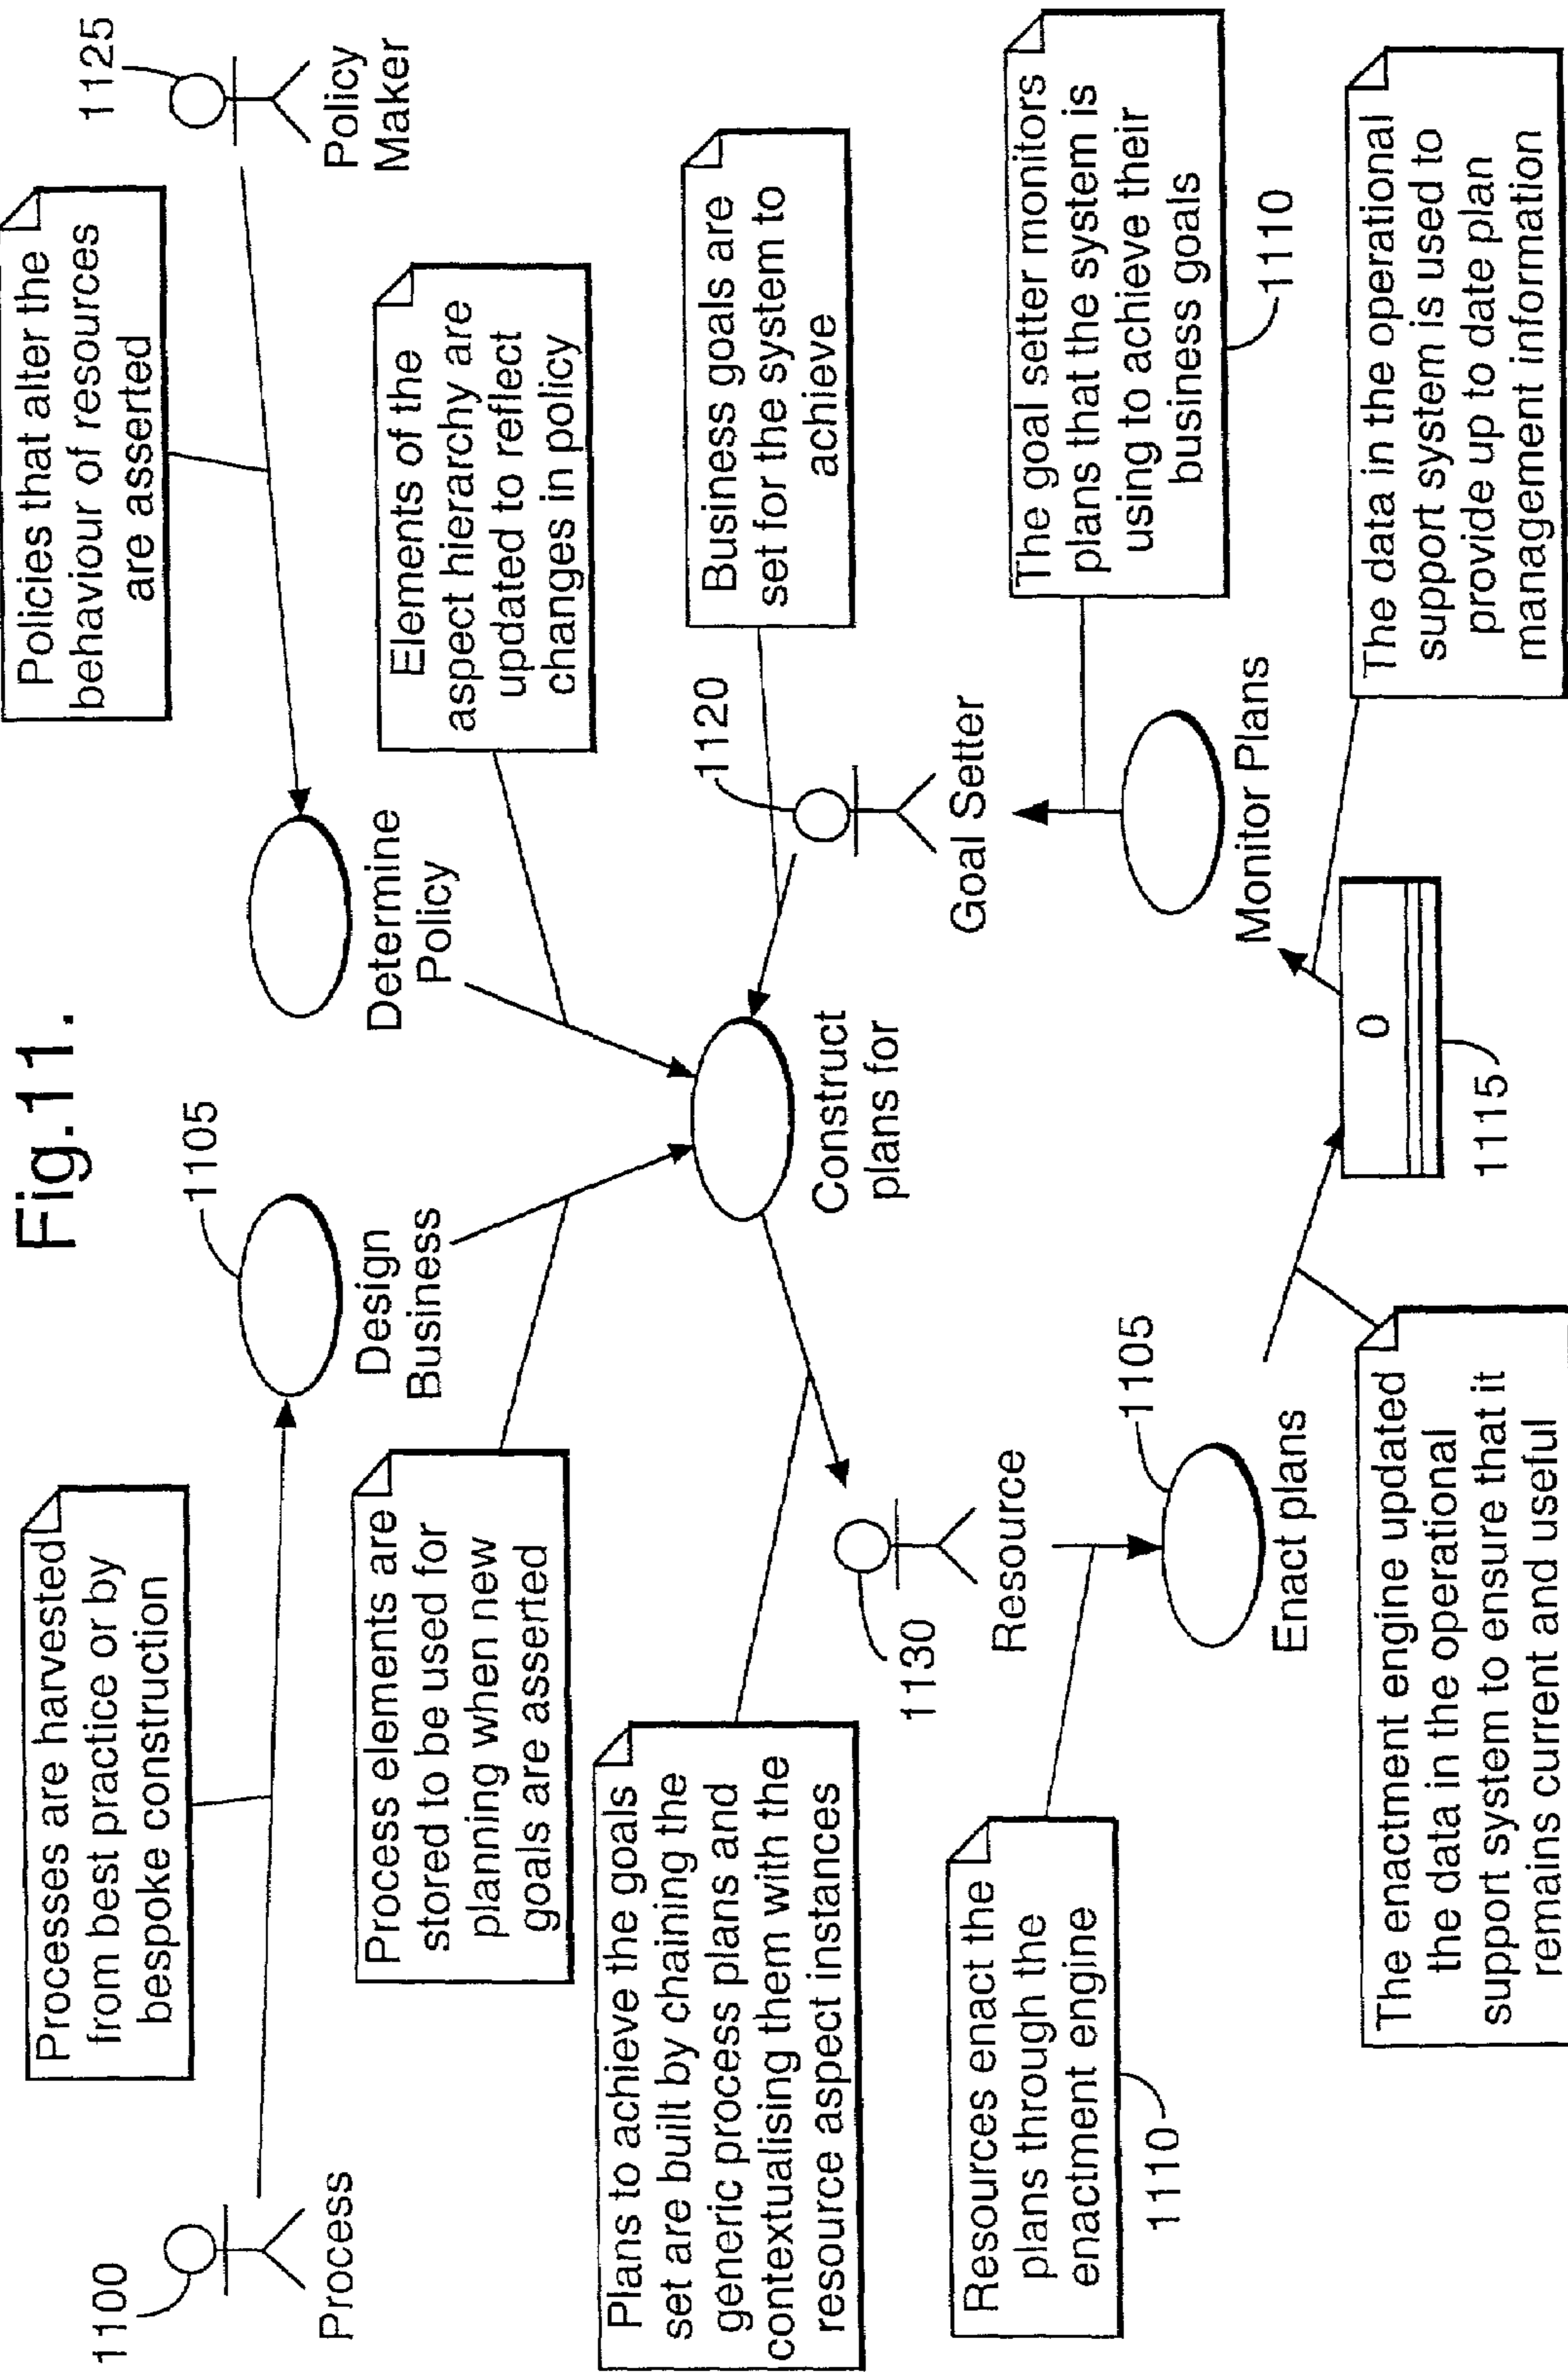 Fig.11.
1100
Process
Processes are harvested
from best practice or by
bespoke construction
1105
Design
Business
Policies that alter the
behaviour of resources
are asserted
1125
Policy
Maker
Determine
Policy
Process elements are
stored to be used for
planning when new
goals are asserted
Elements of the
aspect hierarchy are
updated to reflect
changes in policy
Plans to achieve the goals
set are built by chaining the
generic process plans and
contextualising them with the
resource aspect instances
Construct
plans for
Business goals are
set for the system to
achieve
1120
Goal Setter
1130
Resource
Resources enact the
plans through the
enactment engine
1110
1105
Enact plans
The goal setter monitors
plans that the system is
using to achieve their
business goals
1110
Monitor Plans
The enactment engine updated
the data in the operational
support system to ensure that it
remains current and useful
0
1115
The data in the operational
support system is used to
provide up to date plan
management information